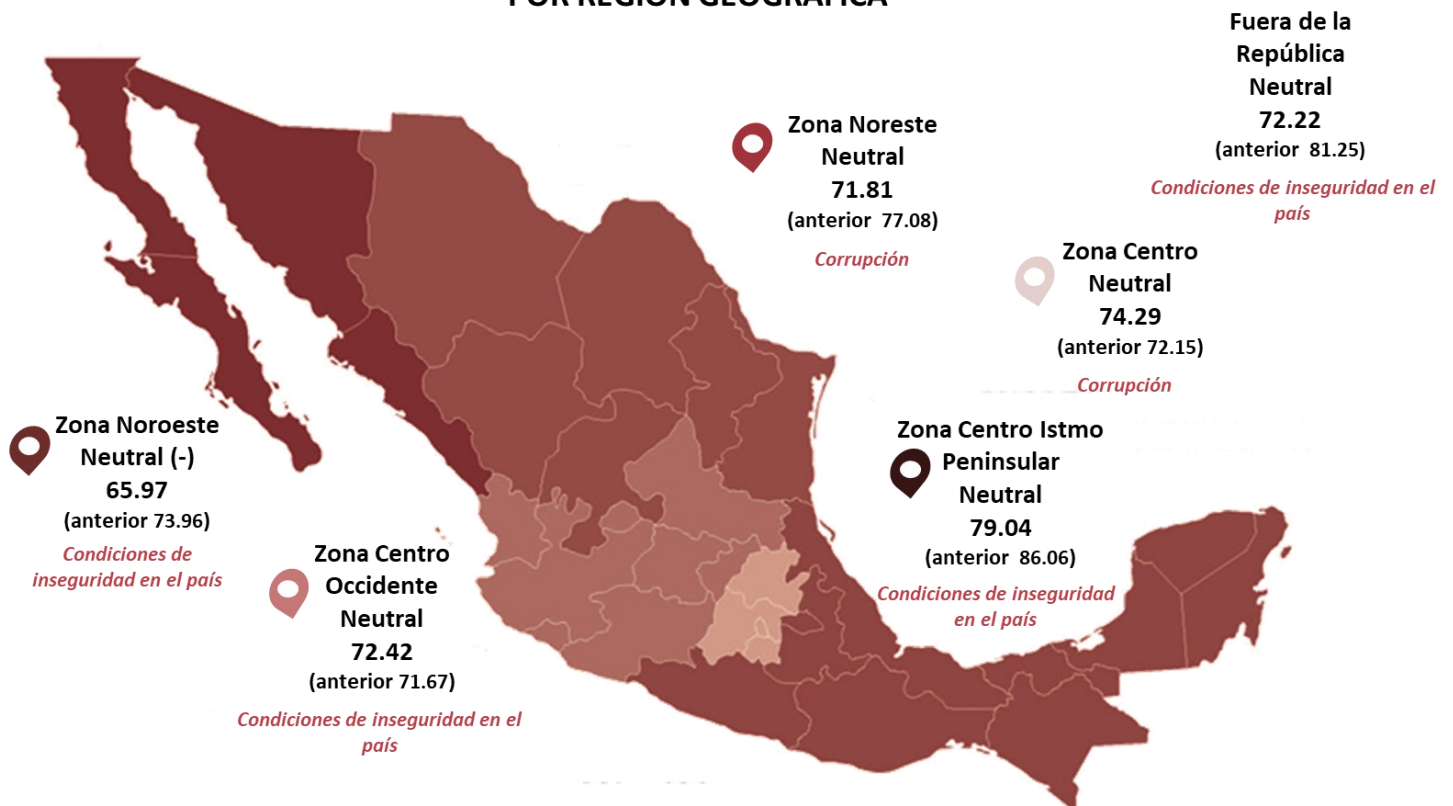 POR REGIÓN GEOGRÁFICA
Fuera de la
República
Neutral
72.22
(anterior 81.25)
Condiciones de inseguridad en el
país
Zona Noreste
Neutral
71.81
(anterior 77.08)
Corrupción
Zona Centro
Neutral
74.29
(anterior 72.15)
Corrupción
Zona Noroeste
Neutral (-)
65.97
(anterior 73.96)
Condiciones de
inseguridad en el país
Zona Centro Istmo
Peninsular
Neutral
79.04
(anterior 86.06)
Condiciones de inseguridad
en el país
Zona Centro
Occidente
Neutral
72.42
(anterior 71.67)
Condiciones de inseguridad en el
país